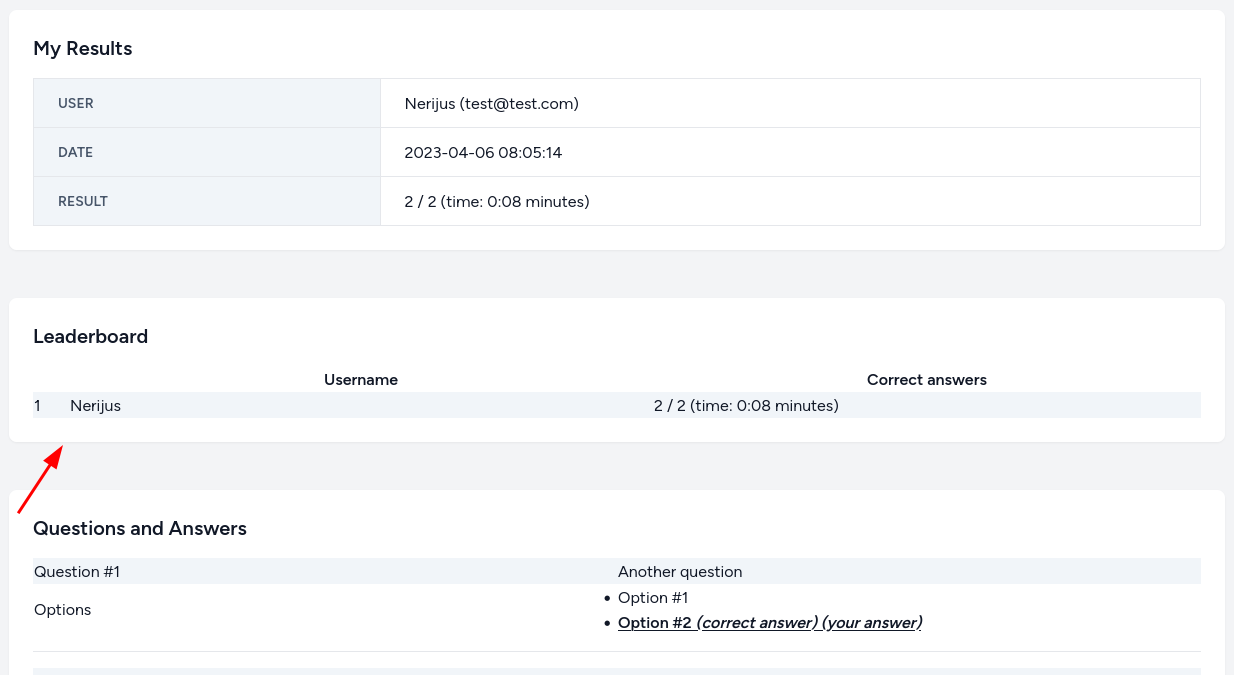 My Results
USER Nerijus (test@test.com)
DATE 2023-04-06 08:05:14
RESULT 2 / 2 (time: 0:08 minutes)
Leaderboard
Username Correct answers
1 Nerijus 2 / 2 (time: 0:08 minutes)
Questions and Answers
Question #1 Another question
Options
• Option #1
• Option #2 (correct answer) (your answer)